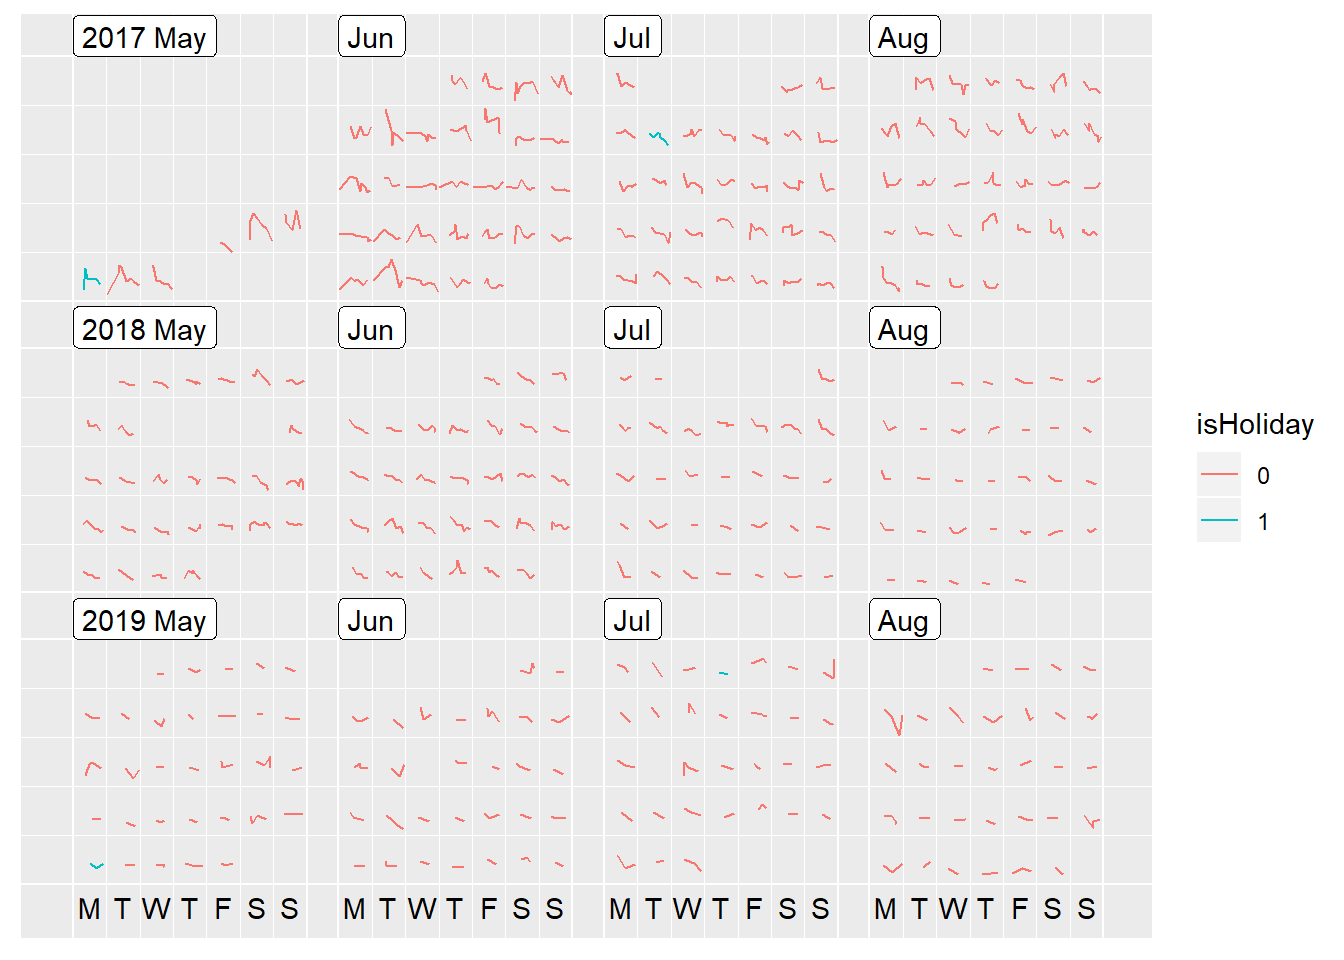 2017 May Jun Jul Aug
2018 May Jun Jul Aug
isHoliday
0
1
2019 May Jun Jul Aug
M T W T F S S M T W T F S S M T W T F S S M T W T F S S